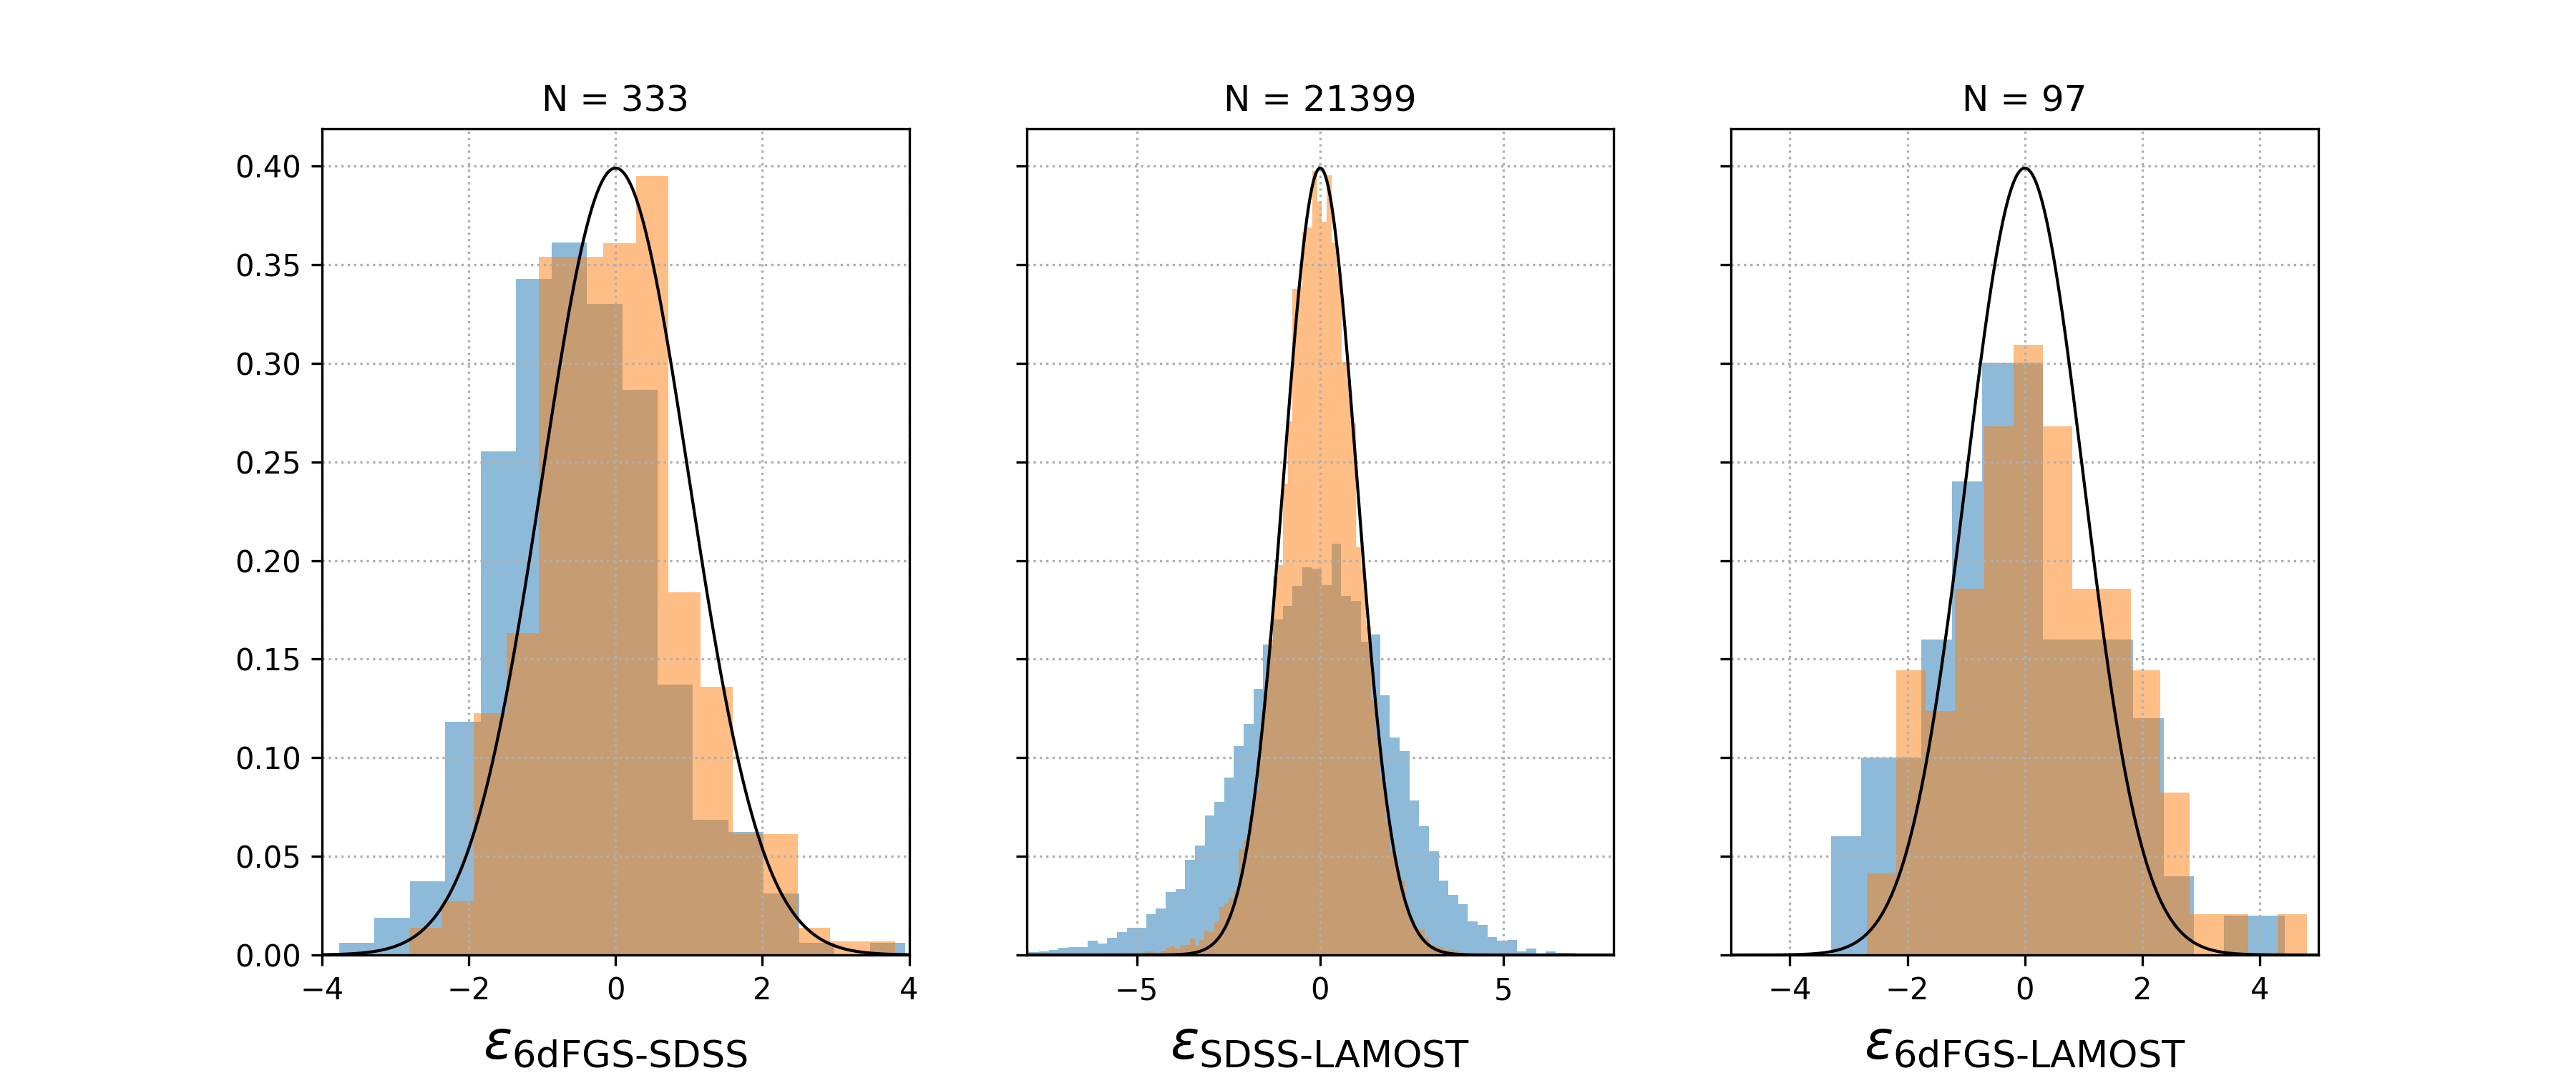 N = 333
N = 21399
N = 97
0.40
0.35
0.30
0.25
0.20
0.15
0.10
0.05
0.00
−4 −2 0 2 4
−5 0 5
−4 −2 0 2 4
ε6dFGS-SDSS
εSDSS-LAMOST
ε6dFGS-LAMOST